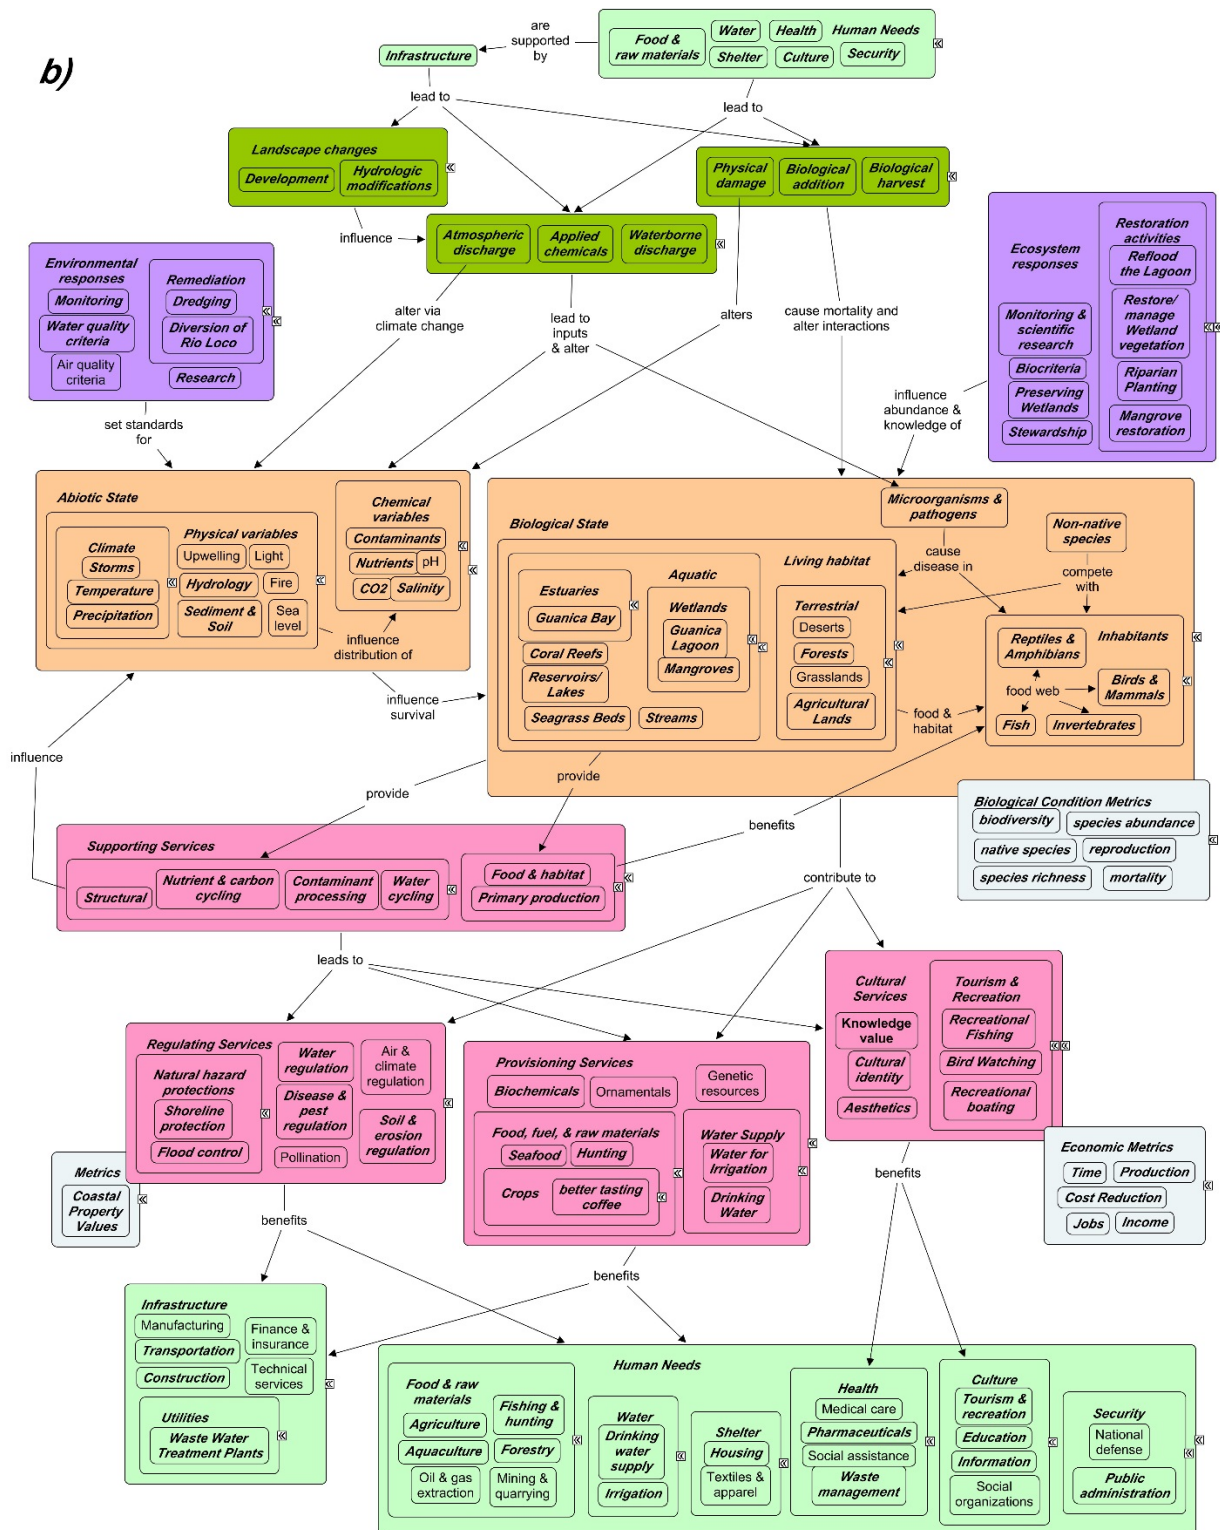 b)
are
supported
by
Infrastructure
Food &
raw materials
Water
Health
Human Needs
Shelter
Culture
Security
lead to
lead to
Landscape changes
Development
Hydrologic
modifications
Physical
damage
Biological
addition
Biological
harvest
influence
Atmospheric
discharge
Applied
chemicals
Waterborne
discharge
Environmental
responses
Monitoring
Water quality
criteria
Air quality
criteria
Remediation
Dredging
Diversion of
Rio Loco
Research
Ecosystem
responses
Monitoring &
scientific
research
Biocriteria
Preserving
Wetlands
Stewardship
Restoration
activities
Reflood
the Lagoon
Restore/
manage
Wetland
vegetation
Riparian
Planting
Mangrove
restoration
alter via
climate change
lead to
inputs
& alter
alters
cause mortality and
alter interactions
influence
abundance &
knowledge of
set standards
for
Abiotic State
Climate
Storms
Temperature
Precipitation
Physical variables
Upwelling
Light
Hydrology
Fire
Sediment &
Soil
Sea
level
Chemical
variables
Contaminants
Nutrients
pH
CO2
Salinity
influence
distribution of
influence
survival
Biological State
Microorganisms &
pathogens
Non-native
species
cause
disease in
compete
with
Living habitat
Estuaries
Guanica Bay
Coral Reefs
Reservoirs/
Lakes
Seagrass Beds
Streams
Aquatic
Wetlands
Guanica
Lagoon
Mangroves
Terrestrial
Deserts
Forests
Grasslands
Agricultural
Lands
food &
habitat
Reptiles &
Amphibians
Inhabitants
food web
Birds &
Mammals
Fish
Invertebrates
influence
provide
provide
benefits
contribute to
Biological Condition Metrics
biodiversity
species abundance
native species
reproduction
species richness
mortality
Supporting Services
Structural
Nutrient & carbon
cycling
Contaminant
processing
Water
cycling
Food & habitat
Primary production
leads to
Cultural
Services
Knowledge
value
Cultural
identity
Aesthetics
Tourism &
Recreation
Recreational
Fishing
Bird Watching
Recreational
boating
Regulating Services
Natural hazard
protections
Shoreline
protection
Flood control
Water
regulation
Disease &
pest
regulation
Pollination
Air &
climate
regulation
Soil &
erosion
regulation
Provisioning Services
Biochemicals
Ornamentals
Genetic
resources
Food, fuel, & raw materials
Seafood
Hunting
Crops
better tasting
coffee
Water Supply
Water for
Irrigation
Drinking
Water
Metrics
Coastal
Property
Values
Economic Metrics
Time
Production
Cost Reduction
Jobs
Income
benefits
benefits
benefits
Infrastructure
Manufacturing
Transportation
Construction
Finance &
insurance
Technical
services
Utilities
Waste Water
Treatment Plants
Human Needs
Food & raw
materials
Agriculture
Aquaculture
Oil & gas
extraction
Fishing &
hunting
Forestry
Mining &
quarrying
Water
Drinking
water
supply
Irrigation
Shelter
Housing
Textiles &
apparel
Health
Medical care
Pharmaceuticals
Social assistance
Waste
management
Culture
Tourism &
recreation
Education
Information
Social
organizations
Security
National
defense
Public
administration